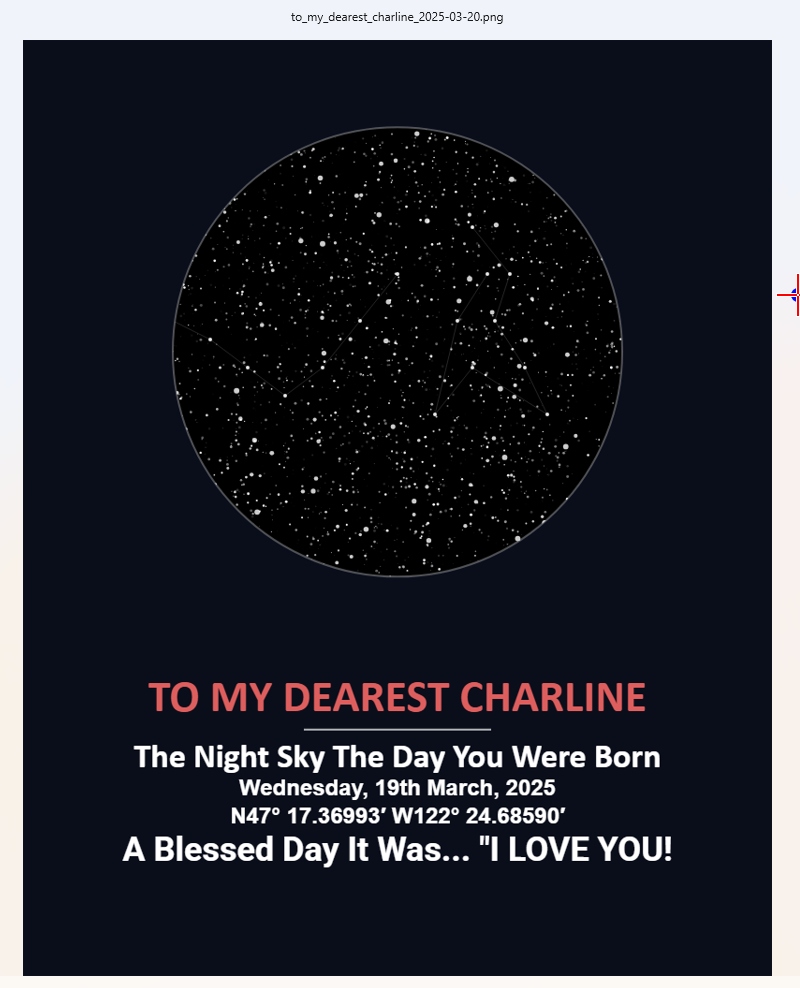 to_my_dearest_charline_2025-03-20.png
TO MY DEAREST CHARLINE
The Night Sky The Day You Were Born
Wednesday, 19th March, 2025
N47° 17.36993′ W122° 24.68590′
A Blessed Day It Was... "I LOVE YOU!